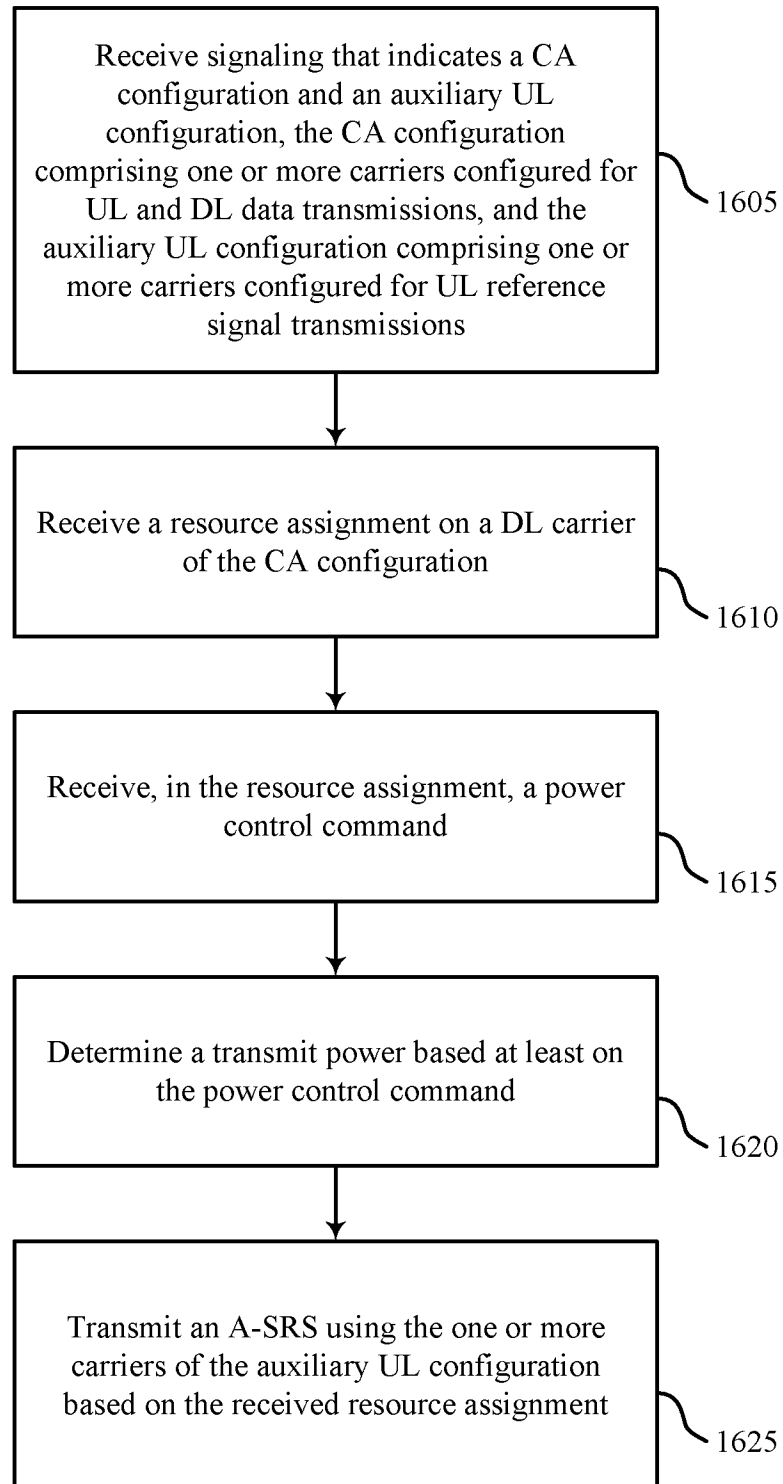 Receive signaling that indicates a CA
configuration and an auxiliary UL
configuration, the CA configuration
comprising one or more carriers configured for
UL and DL data transmissions, and the
auxiliary UL configuration comprising one or
more carriers configured for UL reference
signal transmissions
1605
Receive a resource assignment on a DL carrier
of the CA configuration
1610
Receive, in the resource assignment, a power
control command
1615
Determine a transmit power based at least on
the power control command
1620
Transmit an A-SRS using the one or more
carriers of the auxiliary UL configuration
based on the received resource assignment
1625